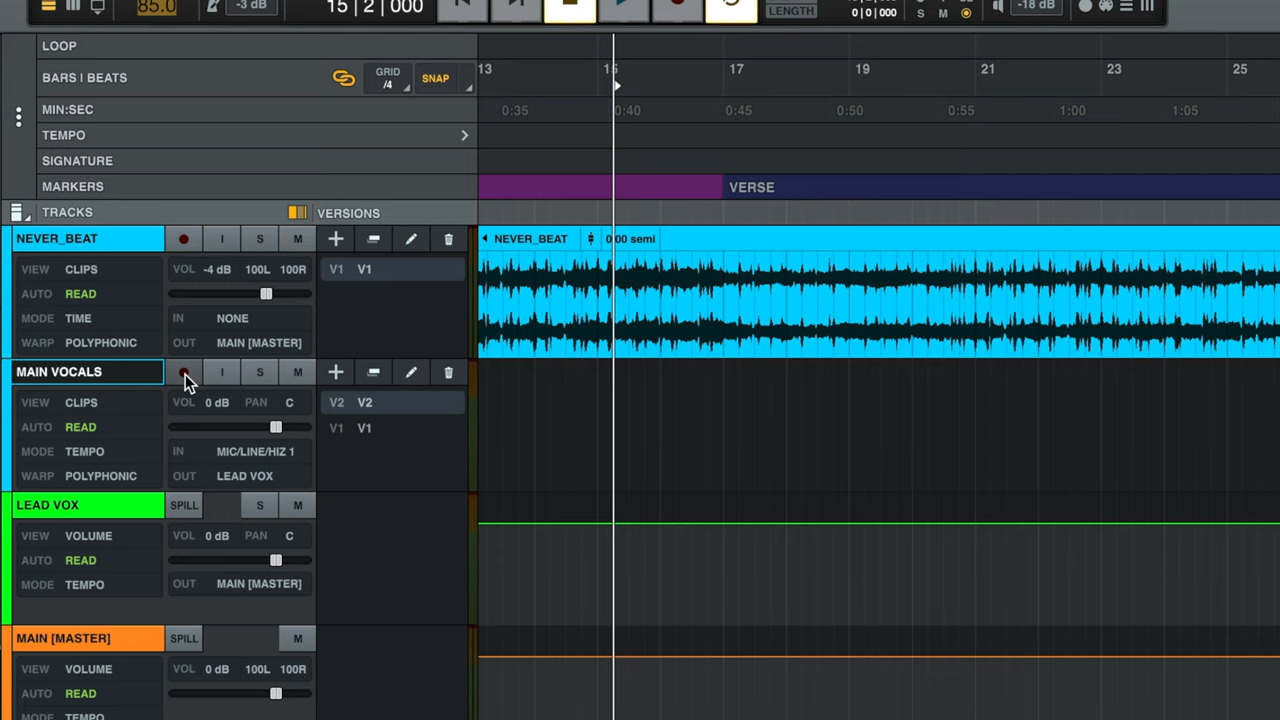 85.0 -3 dB 15 | 2 | 000 LENGTH 0|0|000 S M -18 dB
LOOP
BARS | BEATS GRID /4 SNAP 13 15 17 19 21 23 25
MIN:SEC 0:35 0:40 0:45 0:50 0:55 1:00 1:05
TEMPO
SIGNATURE
MARKERS VERSE
TRACKS VERSIONS
NEVER_BEAT I S M NEVER_BEAT 0.00 semi
VIEW CLIPS VOL -4 dB 100L 100R V1 V1
AUTO READ
MODE TIME IN NONE
WARP POLYPHONIC OUT MAIN [MASTER]
MAIN VOCALS I S M
VIEW CLIPS VOL 0 dB PAN C V2 V2
AUTO READ V1 V1
MODE TEMPO IN MIC/LINE/HIZ 1
WARP POLYPHONIC OUT LEAD VOX
LEAD VOX SPILL S M
VIEW VOLUME VOL 0 dB PAN C
AUTO READ
MODE TEMPO OUT MAIN [MASTER]
MAIN [MASTER] SPILL M
VIEW VOLUME VOL 0 dB 100L 100R
AUTO READ
TEMPO